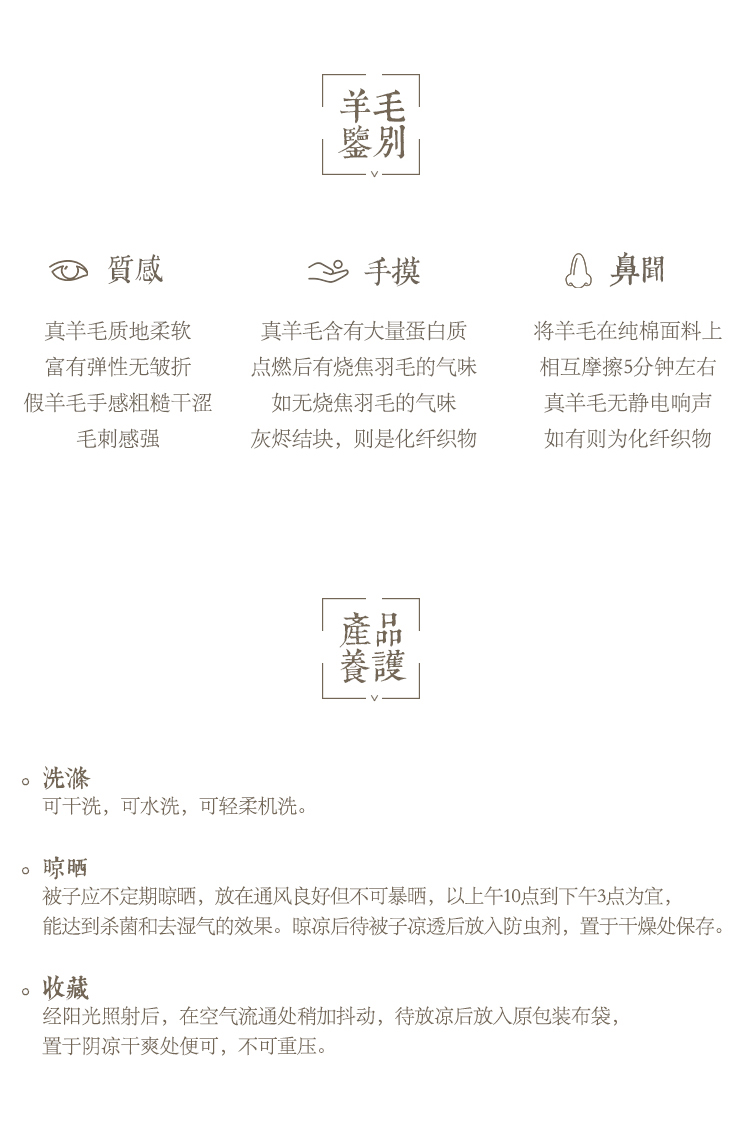 羊毛
鑒别
質感
真羊毛质地柔软
富有弹性无皱折
假羊毛手感粗糙干涩
毛刺感强
手摸
真羊毛含有大量蛋白质
点燃后有烧焦羽毛的气味
如无烧焦羽毛的气味
灰烬结块，则是化纤织物
鼻聞
将羊毛在纯棉面料上
相互摩擦5分钟左右
真羊毛无静电响声
如有则为化纤织物
產品
養護
洗滌
可干洗，可水洗，可轻柔机洗。
晾晒
被子应不定期晾晒，放在通风良好但不可暴晒，以上午10点到下午3点为宜，
能达到杀菌和去湿气的效果。晾凉后待被子凉透后放入防虫剂，置于干燥处保存。
收藏
经阳光照射后，在空气流通处稍加抖动，待放凉后放入原包装布袋，
置于阴凉干爽处便可，不可重压。